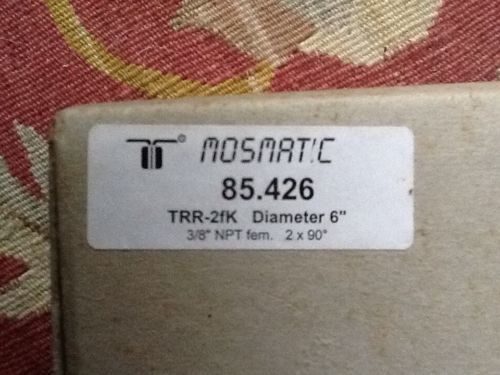 ® MOSMATIC
85.426
TRR-2fK Diameter 6"
3/8" NPT fem. 2 x 90°